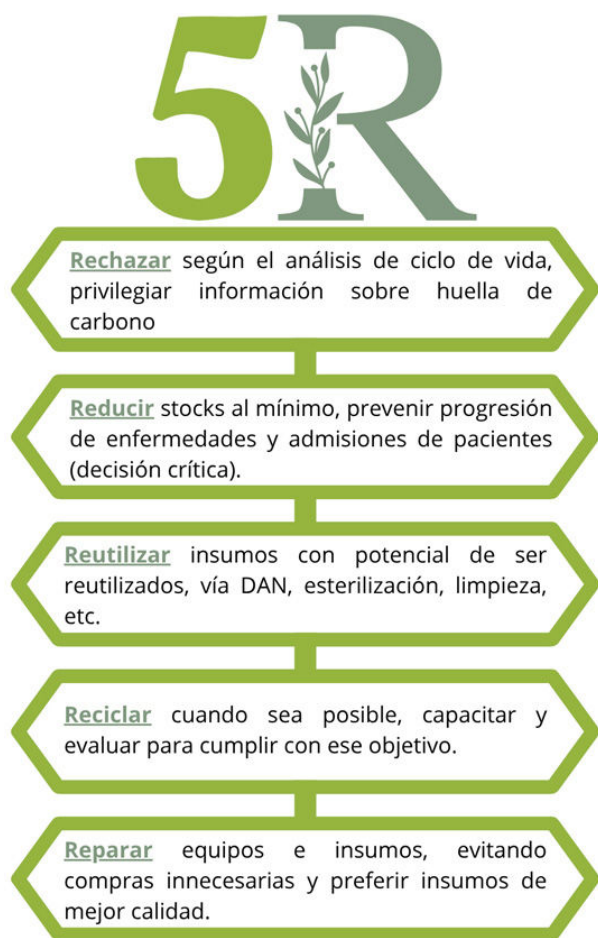 5R
Rechazar según el análisis de ciclo de vida,
privilegiar información sobre huella de
carbono
Reducir stocks al mínimo, prevenir progresión
de enfermedades y admisiones de pacientes
(decisión crítica).
Reutilizar insumos con potencial de ser
reutilizados, vía DAN, esterilización, limpieza,
etc.
Reciclar cuando sea posible, capacitar y
evaluar para cumplir con ese objetivo.
Reparar equipos e insumos, evitando
compras innecesarias y preferir insumos de
mejor calidad.